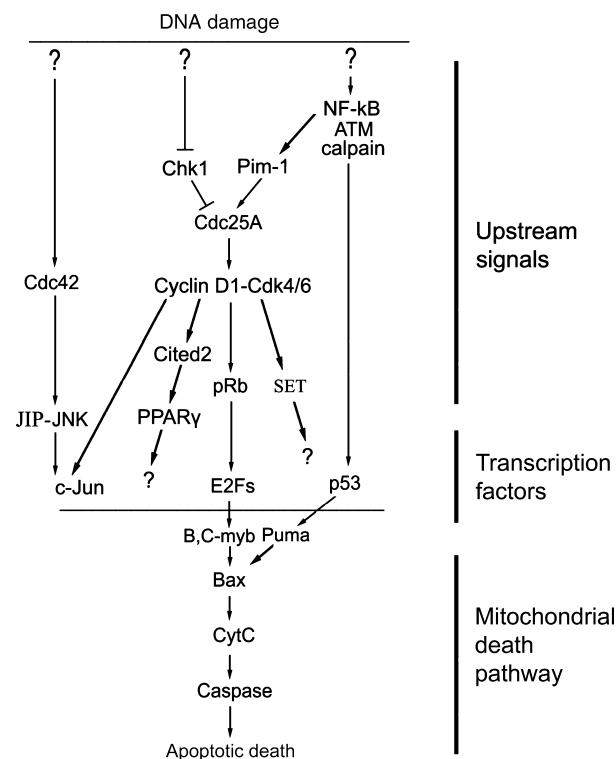 DNA damage
? ? ?
NF-kB
ATM
calpain
Chk1 Pim-1
Cdc25A
Upstream
signals
Cdc42 Cyclin D1-Cdk4/6
Cited2
pRb SET
JIP-JNK PPARγ
?
?
c-Jun E2Fs p53
Transcription
factors
B,C-myb Puma
Bax
CytC
Mitochondrial
death
pathway
Caspase
Apoptotic death